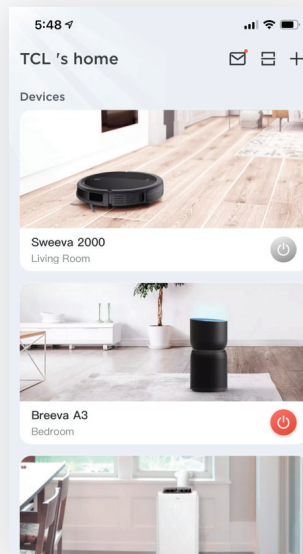 5:48
TCL 's home
Devices
Sweeva 2000
Living Room
Breeva A3
Bedroom